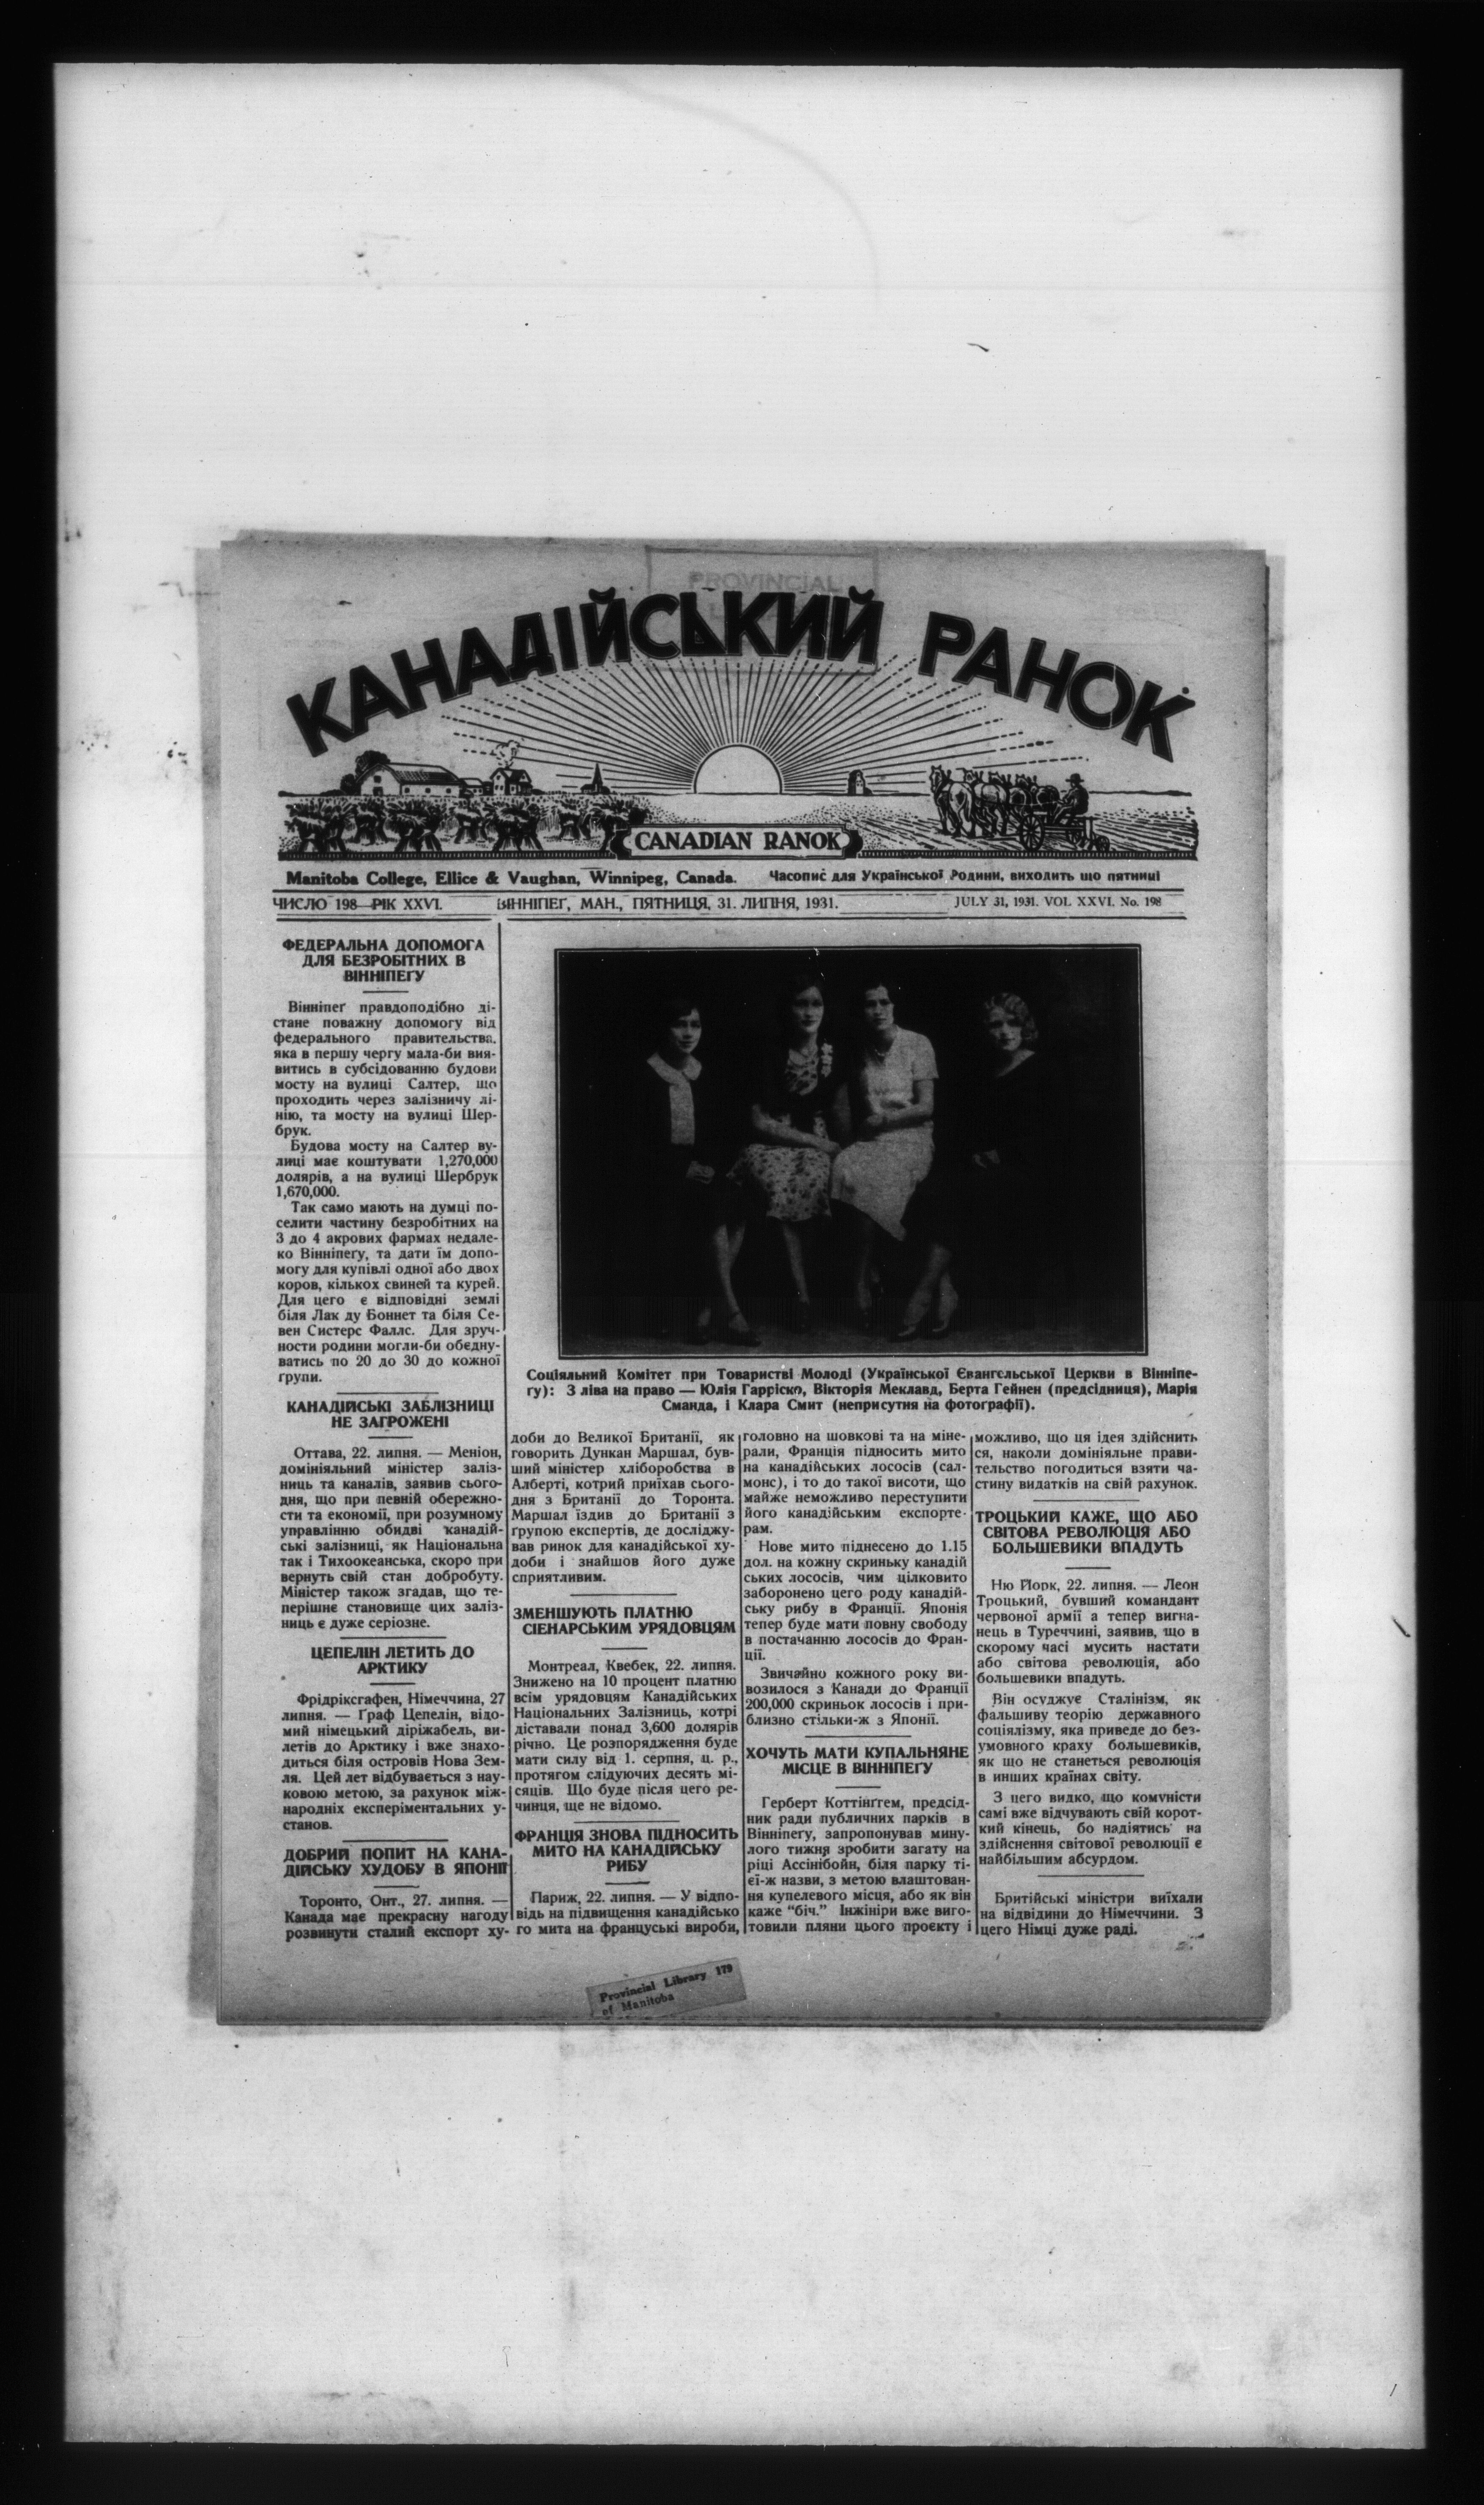 PROVINCIAL
КАНАДІЙСЬКИЙ РАНОК
CANADIAN RANOK
Manitoba College, Ellice & Vaughan, Winnipeg, Canada. Часопис для Української Родини, виходить що пятниці
ЧИСЛО 198—РІК XXVI. ВІННІПЕҐ, МАН., ПЯТНИЦЯ, 31. ЛИПНЯ, 1931. JULY 31, 1931. VOL XXVI. No. 198
ФЕДЕРАЛЬНА ДОПОМОГА
ДЛЯ БЕЗРОБІТНИХ В
ВІННІПЕҐУ
Вінніпеґ правдоподібно ді-
стане поважну допомогу від
федерального правительства,
яка в першу чергу мала-би вия-
витись в субсідованню будови
мосту на вулиці Салтер, що
проходить через залізничу лі-
нію, та мосту на вулиці Шер-
брук.
Будова мосту на Салтер ву-
лиці має коштувати 1,270,000
долярів, а на вулиці Шербрук
1,670,000.
Так само мають на думці по-
селити частину безробітних на
3 до 4 акрових фармах недале-
ко Вінніпеґу, та дати їм допо-
могу для купівлі одної або двох
коров, кількох свиней та курей.
Для цего є відповідні землі
біля Лак ду Боннет та біля Се-
вен Систерс Фаллс. Для зруч-
ности родини могли-би обєдну-
ватись по 20 до 30 до кожної
ґрупи.
КАНАДІЙСЬКІ ЗАБЛІЗНИЦІ
НЕ ЗАГРОЖЕНІ
Оттава, 22. липня. — Меніон,
домініяльний міністер заліз-
ниць та каналів, заявив сього-
дня, що при певній обережно-
сти та економії, при розумному
управлінню обидві канадій-
ські залізниці, як Національна
так і Тихоокеанська, скоро при
вернуть свій стан добробуту.
Міністер також згадав, що те-
перішнє становище цих заліз-
ниць є дуже серіозне.
ЦЕПЕЛІН ЛЕТИТЬ ДО
АРКТИКУ
Фрідріксгафен, Німеччина, 27
липня. — Ґраф Цепелін, відо-
мий німецький діріжабель, ви-
летів до Арктику і вже знахо-
диться біля островів Нова Зем-
ля. Цей лет відбувається з нау-
ковою метою, за рахунок між-
народніх експеріментальних у-
станов.
ДОБРИЙ ПОПИТ НА КАНА-
ДІЙСЬКУ ХУДОБУ В ЯПОНІЇ
Торонто, Онт., 27. липня. —
Канада має прекрасну нагоду
розвинути сталий експорт ху-
Соціяльний Комітет при Товаристві Молоді (Української Євангельської Церкви в Вінніпе-
ґу): З ліва на право — Юлія Гарріско, Вікторія Меклавд, Берта Гейнен (предсідниця), Марія
Сманда, і Клара Смит (неприсутня на фотографії).
доби до Великої Британії, як
говорить Дункан Маршал, був-
ший міністер хліборобства в
Алберті, котрий приїхав сього-
дня з Британії до Торонта.
Маршал їздив до Британії з
ґрупою експертів, де досліджу-
вав ринок для канадійської ху-
доби і знайшов його дуже
сприятливим.
ЗМЕНШУЮТЬ ПЛАТНЮ
СІЕНАРСЬКИМ УРЯДОВЦЯМ
Монтреал, Квебек, 22. липня.
Знижено на 10 процент платню
всім урядовцям Канадійських
Національних Залізниць, котрі
діставали понад 3,600 долярів
річно. Це розпорядження буде
мати силу від 1. серпня, ц. р.,
протягом слідуючих десять мі-
сяців. Що буде після цего ре-
чинця, ще не відомо.
ФРАНЦІЯ ЗНОВА ПІДНОСИТЬ
МИТО НА КАНАДІЙСЬКУ
РИБУ
Париж, 22. липня. — У відпо-
відь на підвищення канадійсько
го мита на француські вироби,
головно на шовкові та на міне-
рали, Франція підносить мито
на канадійських лососів (сал-
монс), і то до такої висоти, що
майже неможливо переступити
його канадійським експорте-
рам.
Нове мито піднесено до 1.15
дол. на кожну скриньку канадій
ських лососів, чим цілковито
заборонено цего роду канадій-
ську рибу в Франції. Японія
тепер буде мати повну свободу
в постачанню лососів до Фран-
ції.
Звичайно кожного року ви-
возилося з Канади до Франції
200,000 скриньок лососів і при-
близно стільки-ж з Японії.
ХОЧУТЬ МАТИ КУПАЛЬНЯНЕ
МІСЦЕ В ВІННІПЕҐУ
Герберт Коттінґгем, предсід-
ник ради публичних парків в
Вінніпеґу, запропонував мину-
лого тижня зробити загату на
ріці Ассінібойн, біля парку ті-
єї-ж назви, з метою влаштован-
ня купелевого місця, або як він
каже “біч.” Інжініри вже виго-
товили пляни цього проєкту і
можливо, що ця ідея здійснить
ся, наколи домініяльне прави-
тельство погодиться взяти ча-
стину видатків на свій рахунок.
ТРОЦЬКИЙ КАЖЕ, ЩО АБО
СВІТОВА РЕВОЛЮЦІЯ АБО
БОЛЬШЕВИКИ ВПАДУТЬ
Ню Йорк, 22. липня. — Леон
Троцький, бувший командант
червоної армії а тепер вигна-
нець в Туреччині, заявив, що в
скорому часі мусить настати
або світова революція, або
большевики впадуть.
Він осуджує Сталінізм, як
фальшиву теорію державного
соціялізму, яка приведе до без-
умовного краху большевиків,
як що не станеться революція
в инших країнах світу.
З цего видко, що комуністи
самі вже відчувають свій корот-
кий кінець, бо надіятись на
здійснення світової революції є
найбільшим абсурдом.
Бритійські міністри виїхали
на відвідини до Німеччини. З
цего Німці дуже раді.
Provincial Library 179
of Manitoba